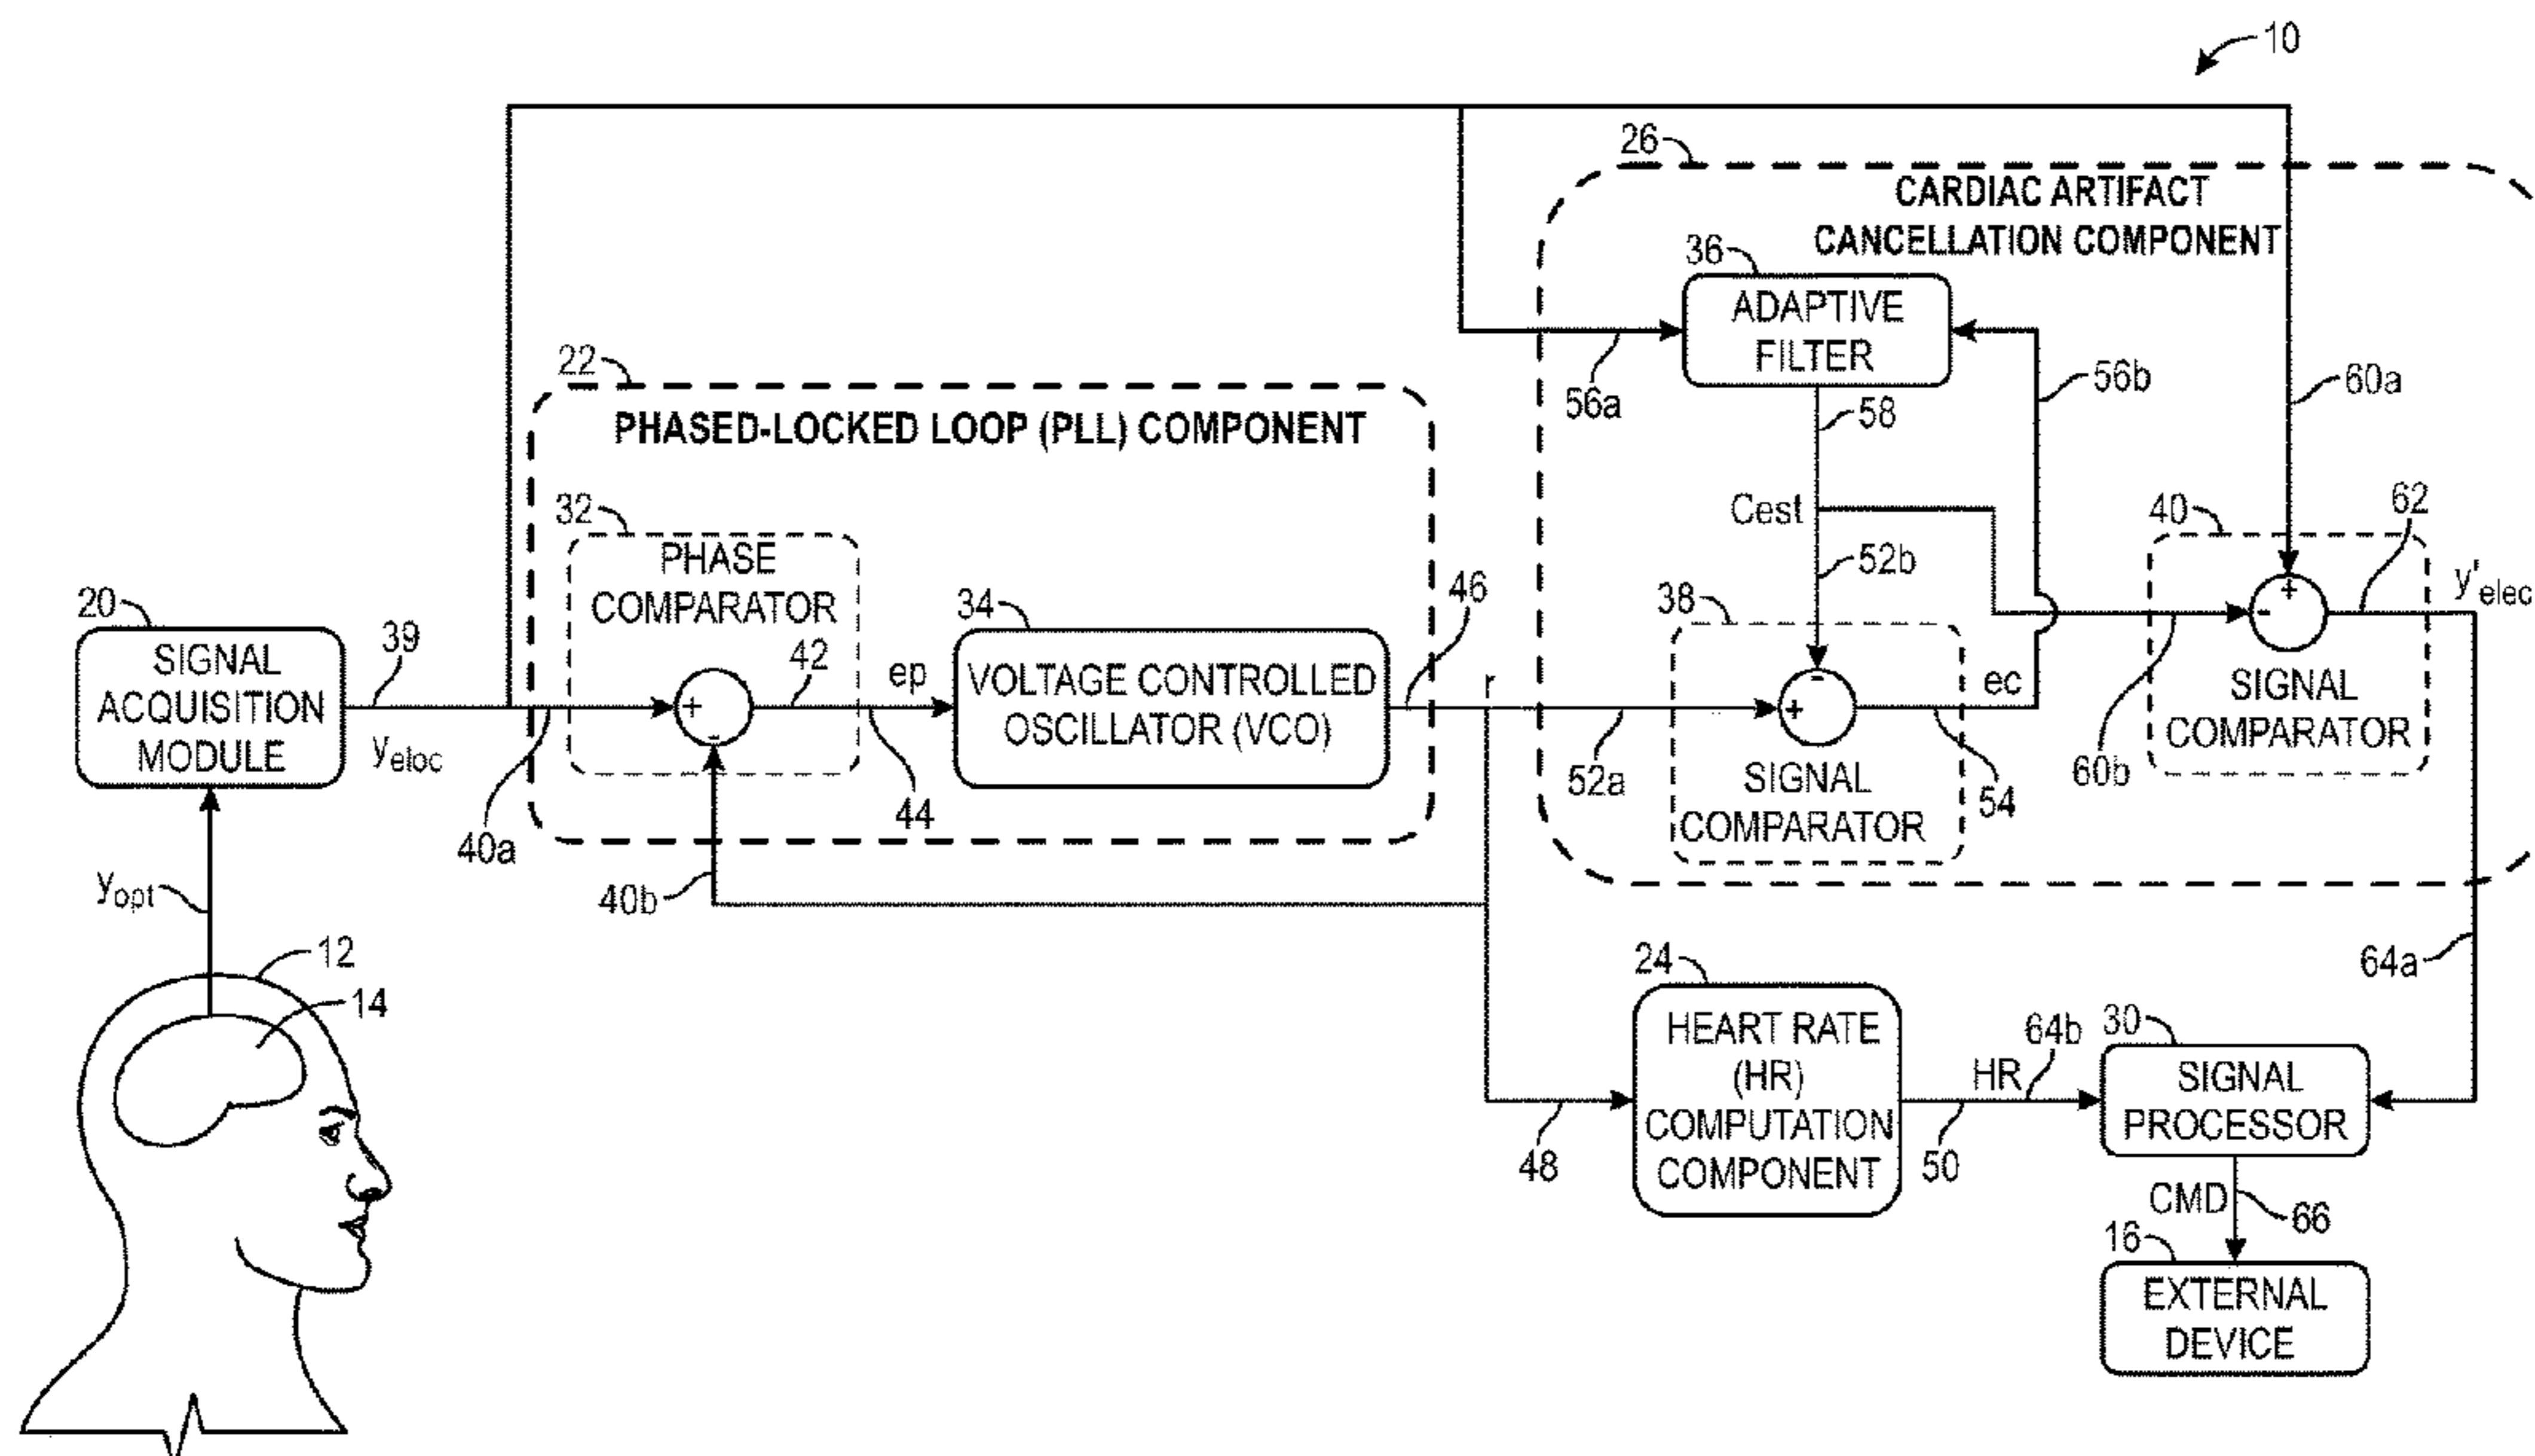 10
26
CARDIAC ARTIFACT
CANCELLATION COMPONENT
36
ADAPTIVE
FILTER
56a
56b
60a
58
22
PHASED-LOCKED LOOP (PLL) COMPONENT
32
PHASE
COMPARATOR
Cest
52b
40
62
y'elec
+
-
SIGNAL
COMPARATOR
60b
20
SIGNAL
ACQUISITION
MODULE
39
yeloc
40a
+
-
42
ep
44
34
VOLTAGE CONTROLLED
OSCILLATOR (VCO)
46
r
52a
38
-
+
ec
54
SIGNAL
COMPARATOR
40b
yopt
12
14
64a
24
HEART RATE
(HR)
COMPUTATION
COMPONENT
48
HR
64b
50
30
SIGNAL
PROCESSOR
CMD
66
16
EXTERNAL
DEVICE